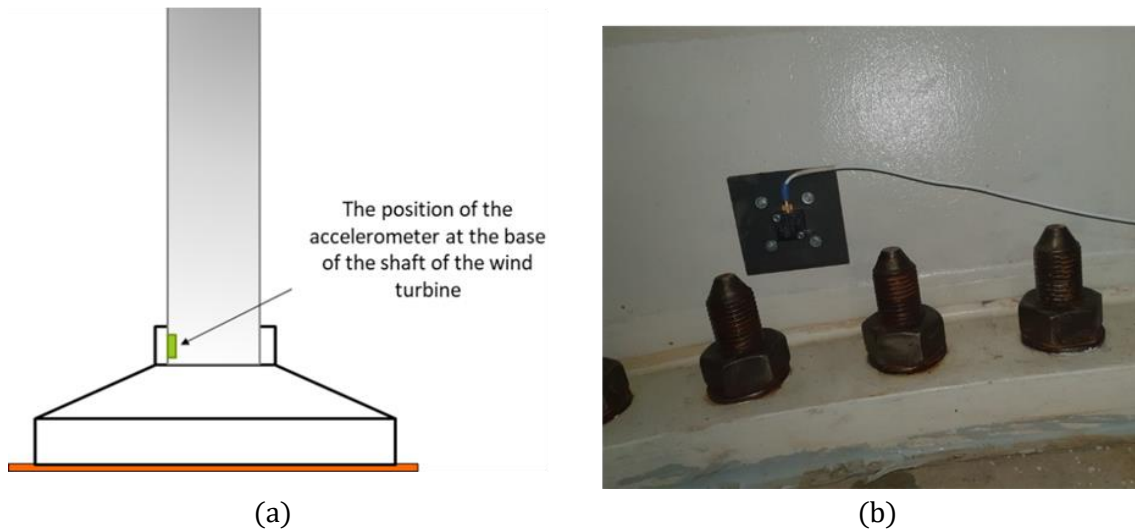 The position of the
accelerometer at the base
of the shaft of the wind
turbine
(a)
(b)